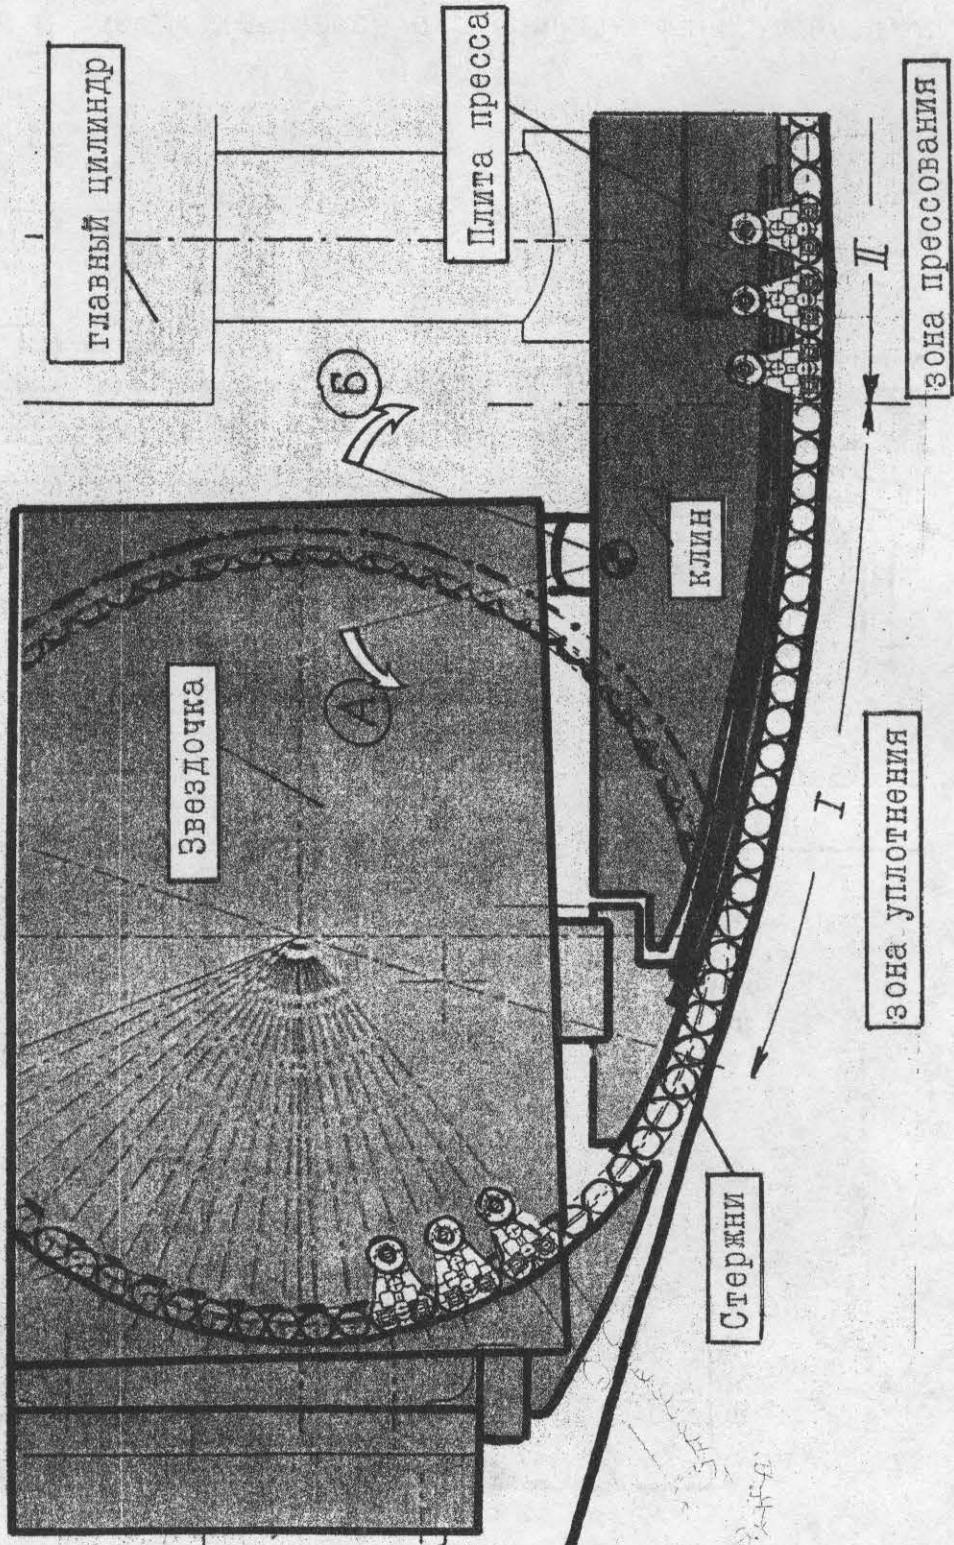 главный цилиндр
Плита пресса
зона прессования
II
Б
клин
А
Звездочка
I
зона уплотнения
Стержни